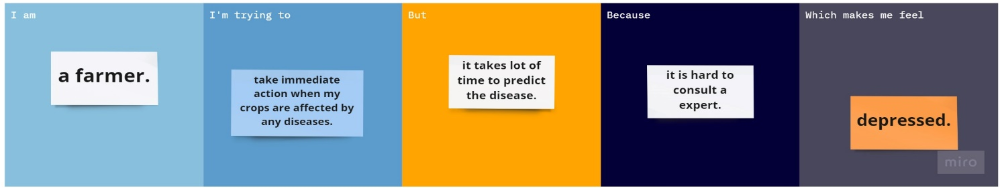 I am
a farmer.
I'm trying to
take immediate
action when my
crops are affected by
any diseases.
But
it takes lot of
time to predict
the disease.
Because
it is hard to
consult a
expert.
Which makes me feel
depressed.
miro